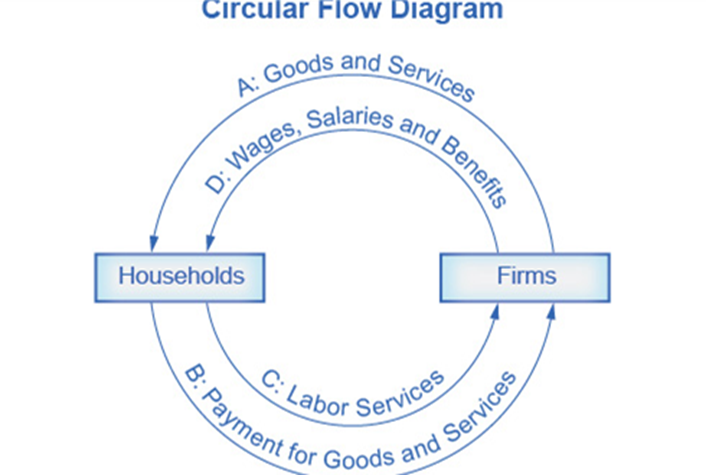 Circular Flow Diagram
A: Goods and Services
D: Wages, Salaries and Benefits
Households
Firms
C: Labor Services
B: Payment for Goods and Services